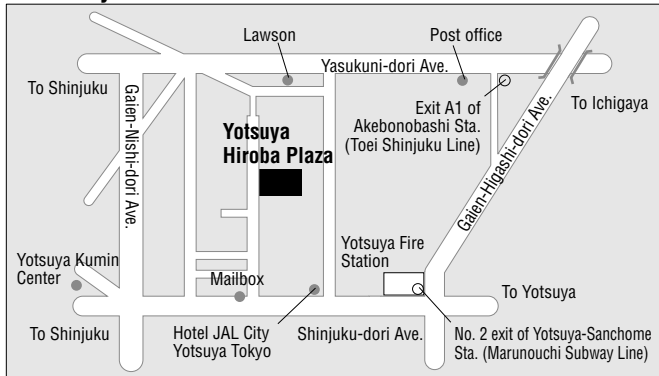 Lawson
Post office
Yasukuni-dori Ave.
To Shinjuku
To Ichigaya
Exit A1 of
Akebonobashi Sta.
(Toei Shinjuku Line)
Gaien-Nishi-dori Ave.
Gaien-Higashi-dori Ave.
Yotsuya
Hiroba Plaza
Yotsuya Fire
Station
Yotsuya Kumin
Center
Mailbox
To Yotsuya
To Shinjuku
Hotel JAL City
Yotsuya Tokyo
Shinjuku-dori Ave.
No. 2 exit of Yotsuya-Sanchome
Sta. (Marunouchi Subway Line)